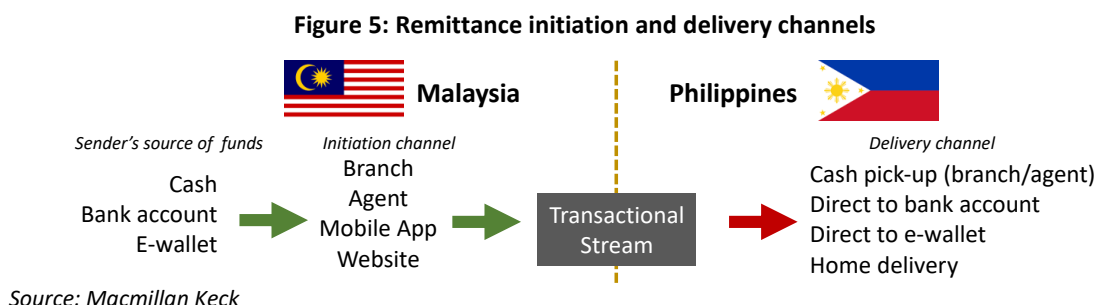 Figure 5: Remittance initiation and delivery channels
Malaysia
Philippines
Sender's source of funds
Initiation channel
Delivery channel
Cash
Bank account
E-wallet
Branch
Agent
Mobile App
Website
Transactional
Stream
Cash pick-up (branch/agent)
Direct to bank account
Direct to e-wallet
Home delivery
Source: Macmillan Keck